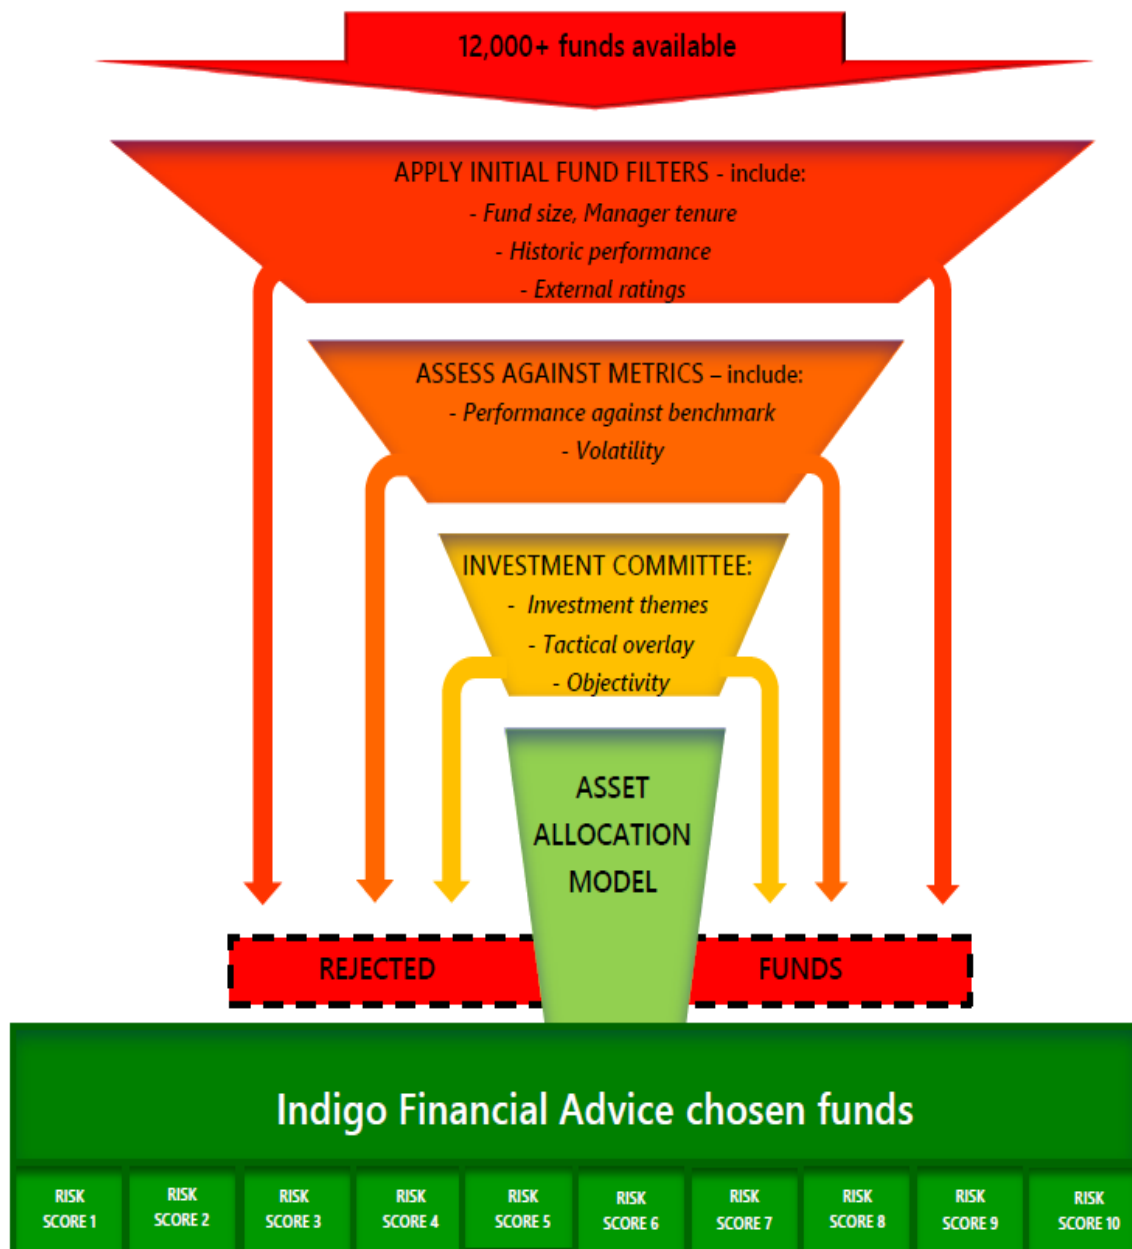 12,000+ funds available
APPLY INITIAL FUND FILTERS - include:
- Fund size, Manager tenure
- Historic performance
- External ratings
ASSESS AGAINST METRICS – include:
- Performance against benchmark
- Volatility
INVESTMENT COMMITTEE:
- Investment themes
- Tactical overlay
- Objectivity
ASSET
ALLOCATION
MODEL
REJECTED FUNDS
Indigo Financial Advice chosen funds
RISK
SCORE 1
RISK
SCORE 2
RISK
SCORE 3
RISK
SCORE 4
RISK
SCORE 5
RISK
SCORE 6
RISK
SCORE 7
RISK
SCORE 8
RISK
SCORE 9
RISK
SCORE 10